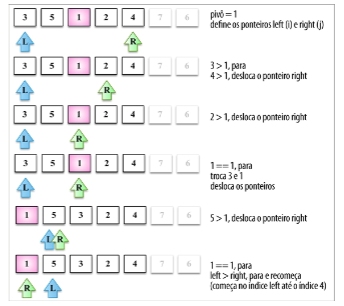 3 5 1 2 4 7 6
pivô = 1
define os ponteiros left (i) e right (j)
L R
3 5 1 2 4 7 6
3 > 1, para
4 > 1, desloca o ponteiro right
L R
3 5 1 2 4 7 6
2 > 1, desloca o ponteiro right
L R
3 5 1 2 4 7 6
1 == 1, para
troca 3 e 1
desloca os ponteiros
L R
1 5 3 2 4 7 6
5 > 1, desloca o ponteiro right
L R
1 5 3 2 4 7 6
1 == 1, para
left > right, para e recomeça
(começa no índice left até o índice 4)
R L